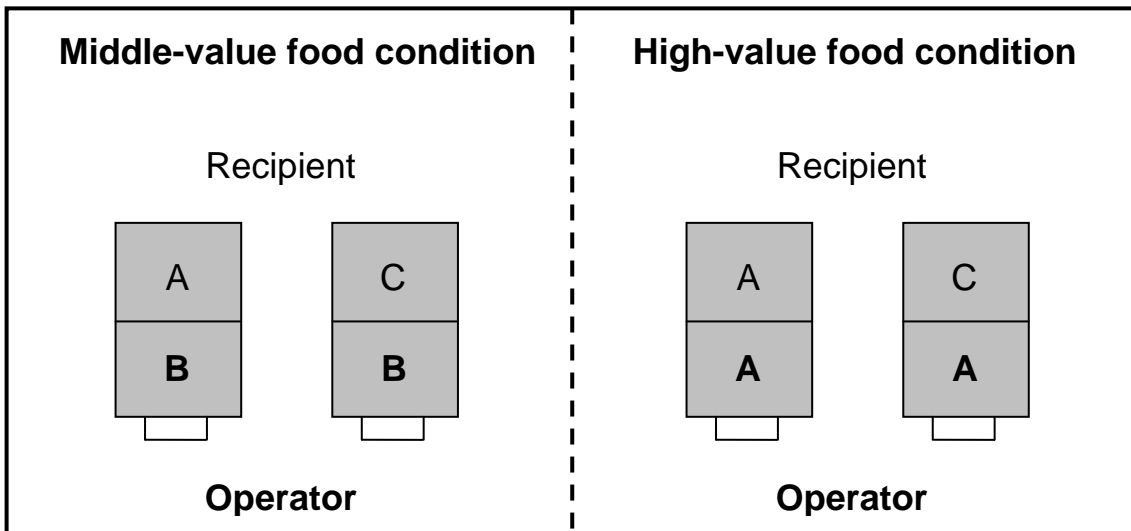 Middle-value food condition
High-value food condition
Recipient
Recipient
A
C
A
C
B
B
A
A
Operator
Operator